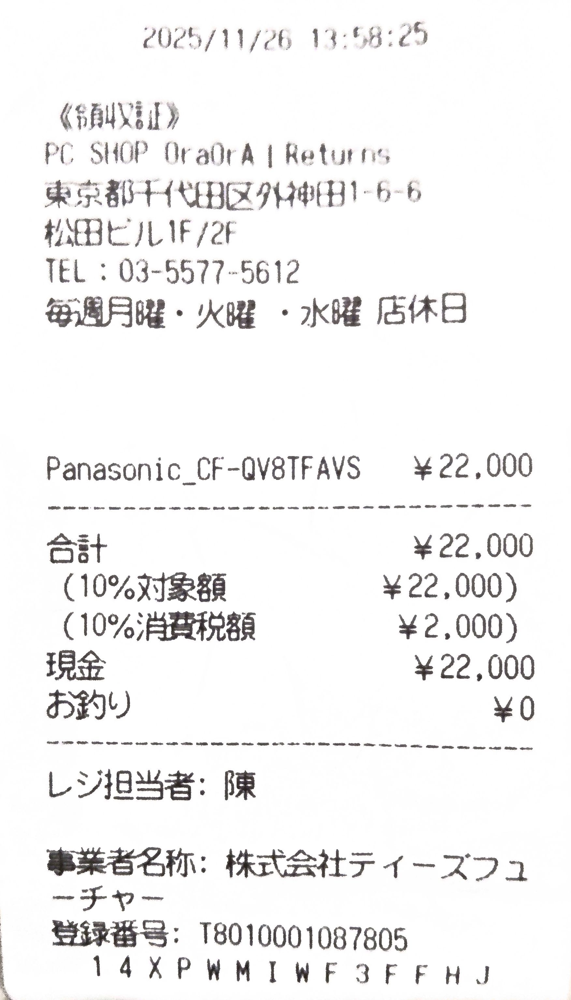 2025/11/26 13:58:25
《領収証》
PC SHOP OraOrA | Returns
東京都千代田区外神田1-6-6
松田ビル1F/2F
TEL : 03-5577-5612
毎週月曜・火曜 ・水曜 店休日
Panasonic_CF-QV8TFAVS ¥22,000
--------------------------------
合計 ¥22,000
(10%対象額 ¥22,000)
(10%消費税額 ¥2,000)
現金 ¥22,000
お釣り ¥0
--------------------------------
レジ担当者: 陳
事業者名称: 株式会社ティーズフュ
ーチャー
登録番号: T8010001087805
14XPWMIWF3FFHJ